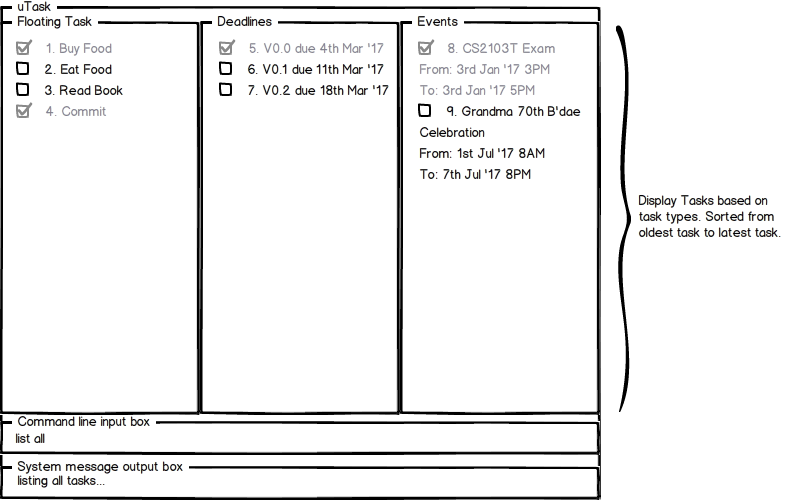 uTask
Floating Task
1. Buy Food
2. Eat Food
3. Read Book
4. Commit
Deadlines
5. V0.0 due 4th Mar '17
6. V0.1 due 11th Mar '17
7. V0.2 due 18th Mar '17
Events
8. CS2103T Exam
From: 3rd Jan '17 3PM
To: 3rd Jan '17 5PM
9. Grandma 70th B'dae
Celebration
From: 1st Jul '17 8AM
To: 7th Jul '17 8PM
Display Tasks based on
task types. Sorted from
oldest task to latest task.
Command line input box
list all
System message output box
listing all tasks...